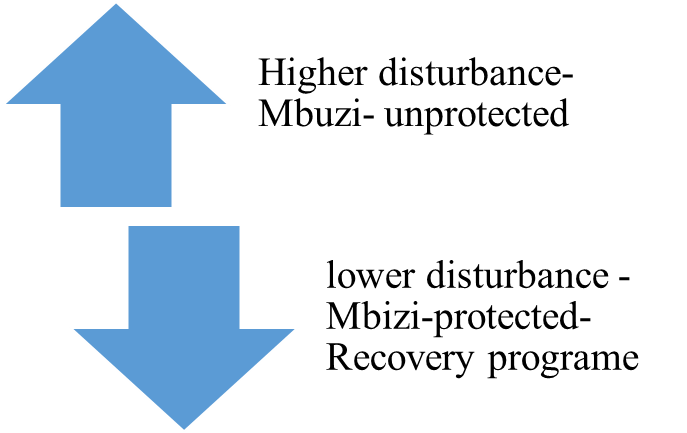 Higher disturbance-
Mbuzi- unprotected
lower disturbance -
Mbizi-protected-
Recovery programe